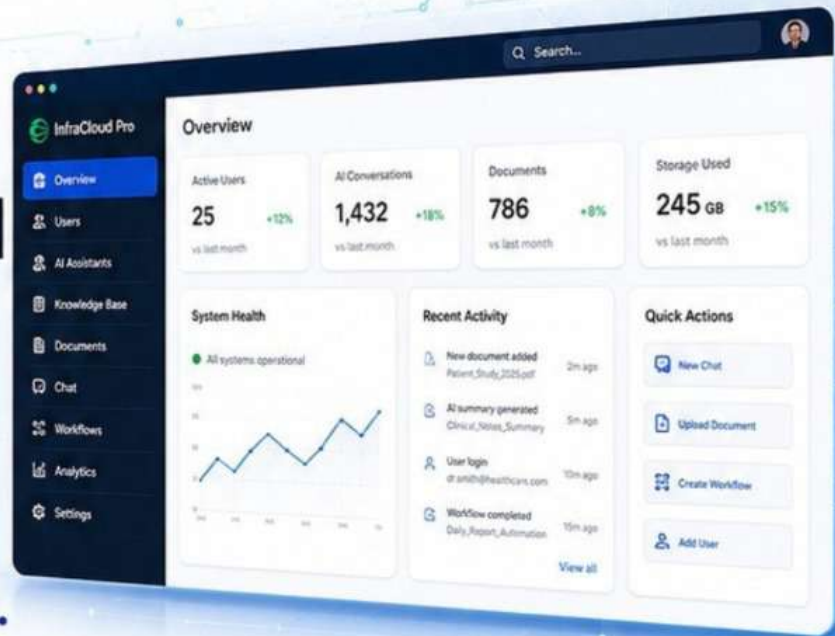 Search...
InfraCloud Pro
Overview
Users
AI Assistants
Knowledge Base
Documents
Chat
Workflows
Analytics
Settings
Overview
Active Users
25 +12%
vs last month
AI Conversations
1,432 +18%
vs last month
Documents
786 +8%
vs last month
Storage Used
245 GB +15%
vs last month
System Health
All systems operational
Recent Activity
New document added
Patient_Study_2025.pdf
2m ago
AI summary generated
Clinical_Notes_Summary
5m ago
User login
dr.smith@healthcare.com
10m ago
Workflow completed
Daily_Report_Automation
15m ago
View all
Quick Actions
New Chat
Upload Document
Create Workflow
Add User